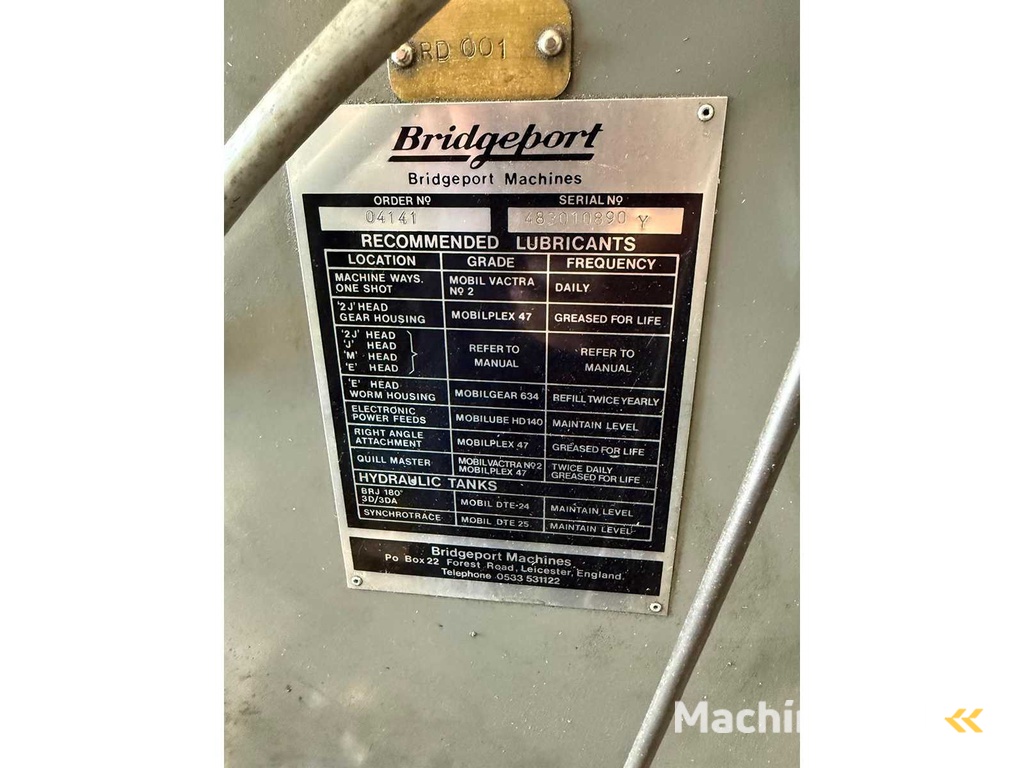 RD 001
Bridgeport
Bridgeport Machines
ORDER Nº SERIAL Nº
04141 483010890 Y
RECOMMENDED LUBRICANTS
LOCATION GRADE FREQUENCY
MACHINE WAYS. ONE SHOT MOBIL VACTRA Nº 2 DAILY
'2J' HEAD GEAR HOUSING MOBILPLEX 47 GREASED FOR LIFE
'2J' HEAD
'J' HEAD
'M' HEAD
'E' HEAD
REFER TO MANUAL REFER TO MANUAL
'E' HEAD WORM HOUSING MOBILGEAR 634 REFILL TWICE YEARLY
ELECTRONIC POWER FEEDS MOBILUBE HD140 MAINTAIN LEVEL
RIGHT ANGLE ATTACHMENT MOBILPLEX 47 GREASED FOR LIFE
QUILL MASTER MOBILVACTRA Nº2 MOBILPLEX 47 TWICE DAILY GREASED FOR LIFE
HYDRAULIC TANKS
BRJ 180° 3D/3DA MOBIL DTE-24 MAINTAIN LEVEL
SYNCHROTRACE MOBIL DTE 25 MAINTAIN LEVEL
Bridgeport Machines
Po Box 22 Forest Road, Leicester, England.
Telephone 0533 531122
Machin